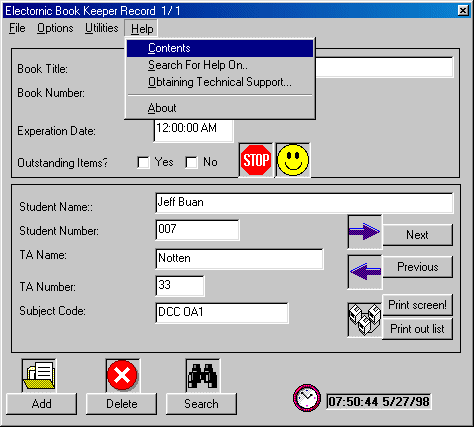 Electornic Book Keeper Record 1/1
File Options Utilities Help
Contents
Search For Help On..
Obtaining Technical Support...
About
Book Title:
Book Number:
Experation Date: 12:00:00 AM
Outstanding Items? Yes No STOP
Student Name:: Jeff Buan
Student Number: 007
Next
TA Name: Notten
Previous
TA Number: 33
Print screen!
Subject Code: DCC OA1
Print out list
Add Delete Search
07:50:44 5/27/98